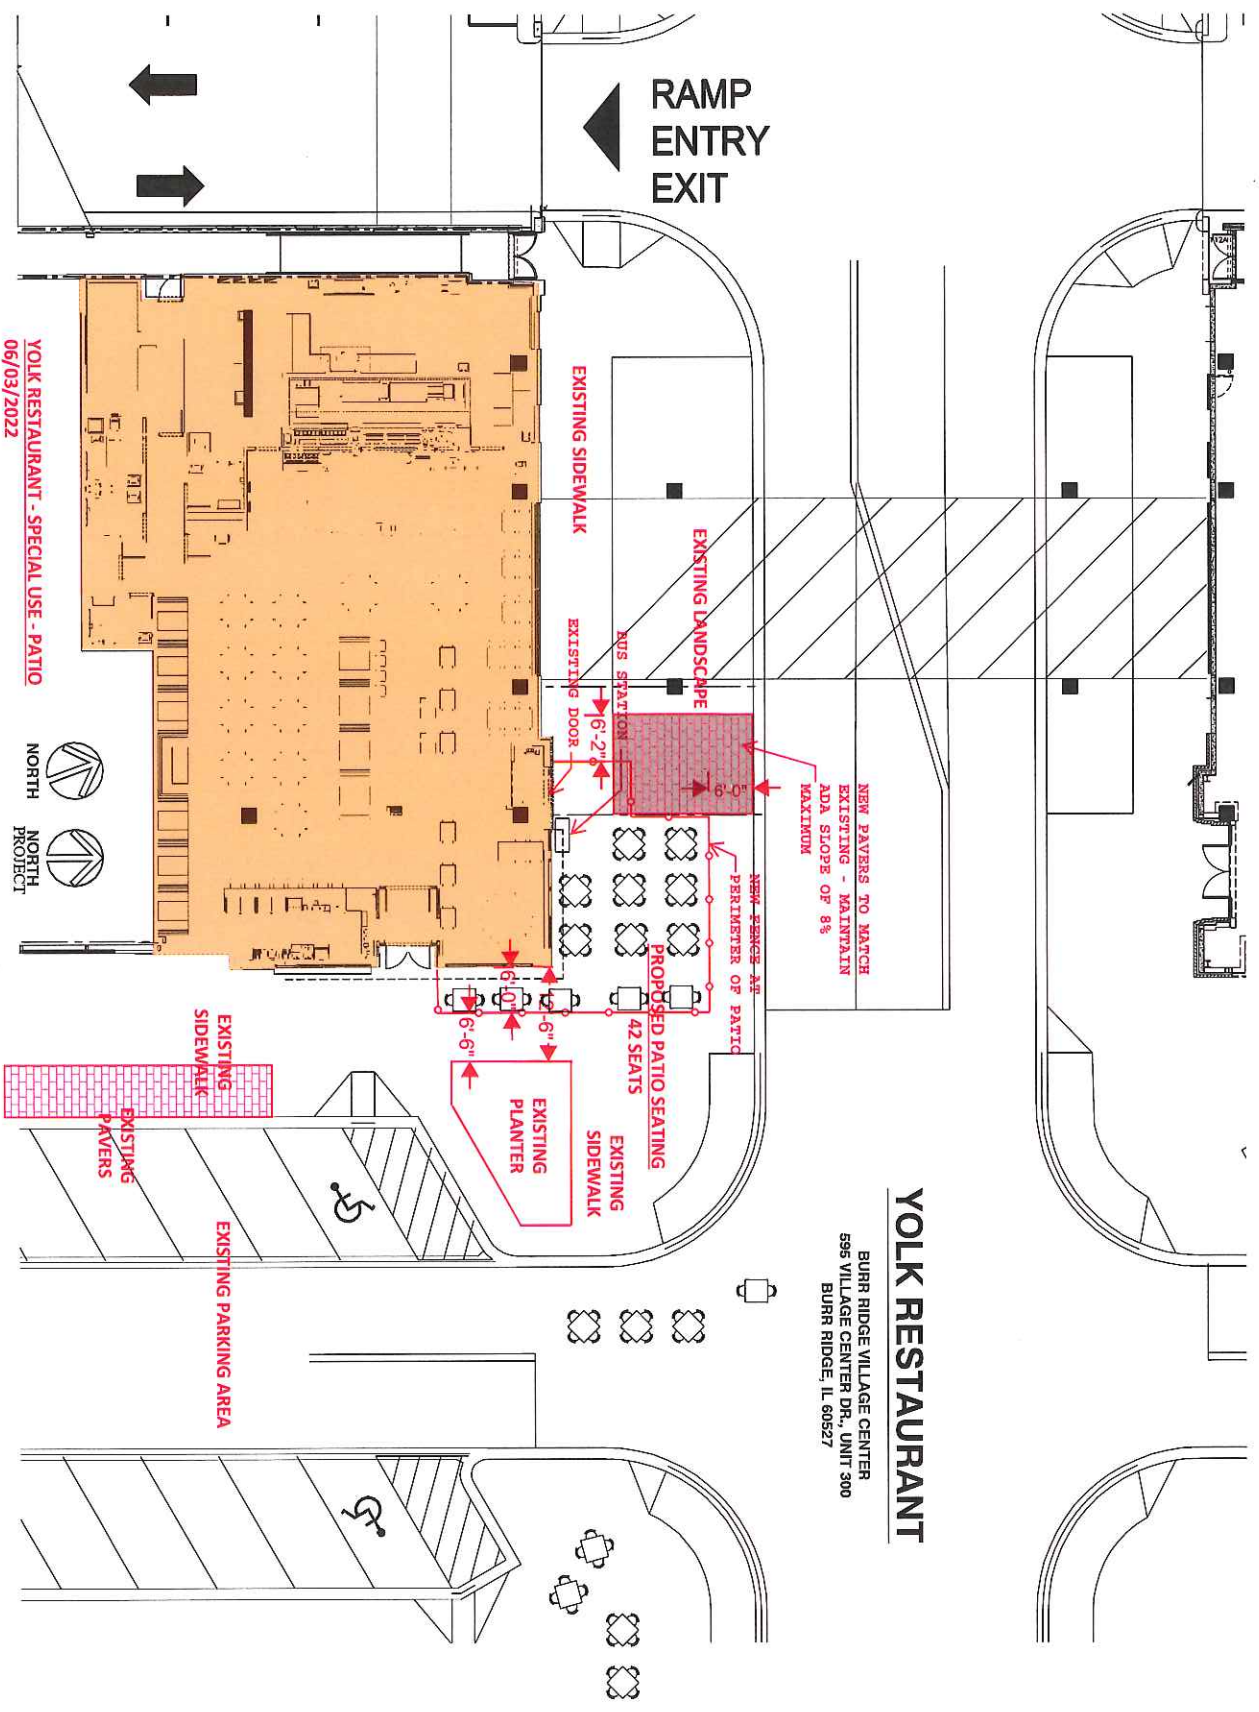 RAMP
ENTRY
EXIT
YOLK RESTAURANT
BURR RIDGE VILLAGE CENTER
595 VILLAGE CENTER DR., UNIT 300
BURR RIDGE, IL 60527
NEW PAVERS TO MATCH
EXISTING - MAINTAIN
ADA SLOPE OF 8%
MAXIMUM
NEW FENCE AT
PERIMETER OF PATIO
EXISTING LANDSCAPE
EXISTING SIDEWALK
BUS STATION
EXISTING DOOR
6'-2"
6'-0"
PROPOSED PATIO SEATING
42 SEATS
6'-0"
12'-6"
6'-6"
EXISTING
SIDEWALK
EXISTING
PLANTER
EXISTING
SIDEWALK
EXISTING
PAVERS
EXISTING PARKING AREA
NORTH
NORTH
PROJECT
YOLK RESTAURANT - SPECIAL USE - PATIO
06/03/2022